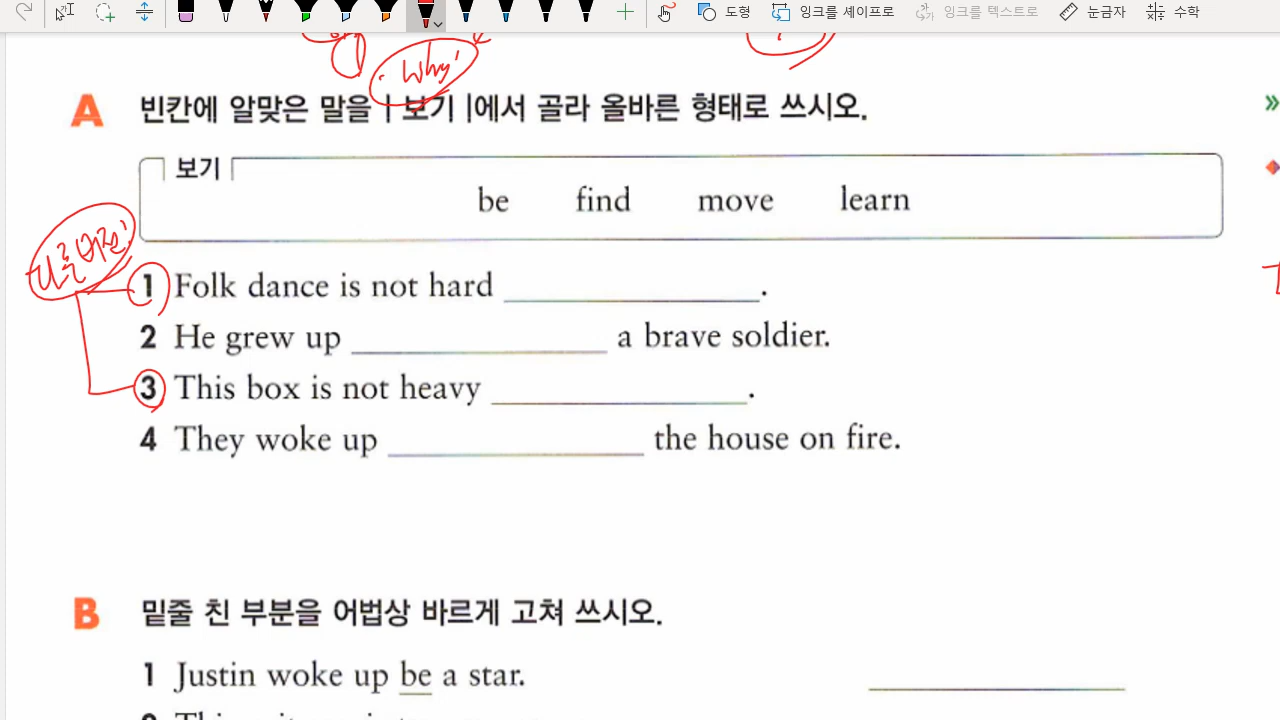 도형 잉크를 셰이프로 잉크를 텍스트로 눈금자 수학
Why
A 빈칸에 알맞은 말을 |보기|에서 골라 올바른 형태로 쓰시오.
보기
be find move learn
1 Folk dance is not hard ____________.
2 He grew up ____________ a brave soldier.
3 This box is not heavy ____________.
4 They woke up ____________ the house on fire.
B 밑줄 친 부분을 어법상 바르게 고쳐 쓰시오.
1 Justin woke up be a star. ____________